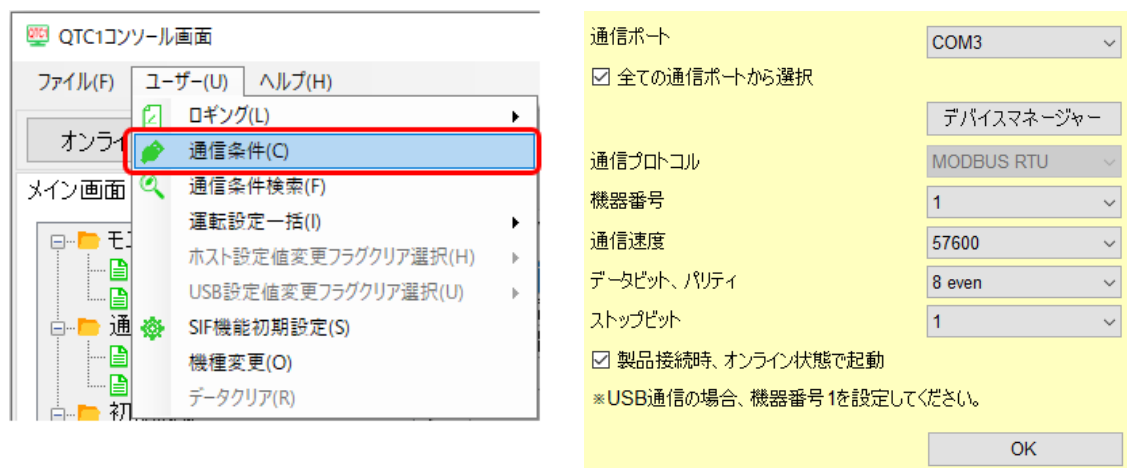 QTC1コンソール画面
ファイル(F) ユーザー(U) ヘルプ(H)
オンライ
メイン画面
モニ
通
初
ロギング(L)
通信条件(C)
通信条件検索(F)
運転設定一括(I)
ホスト設定値変更フラグクリア選択(H)
USB設定値変更フラグクリア選択(U)
SIF機能初期設定(S)
機種変更(O)
データクリア(R)
通信ポート COM3
全ての通信ポートから選択
デバイスマネージャー
通信プロトコル MODBUS RTU
機器番号 1
通信速度 57600
データビット、パリティ 8 even
ストップビット 1
製品接続時、オンライン状態で起動
※USB通信の場合、機器番号1を設定してください。
OK